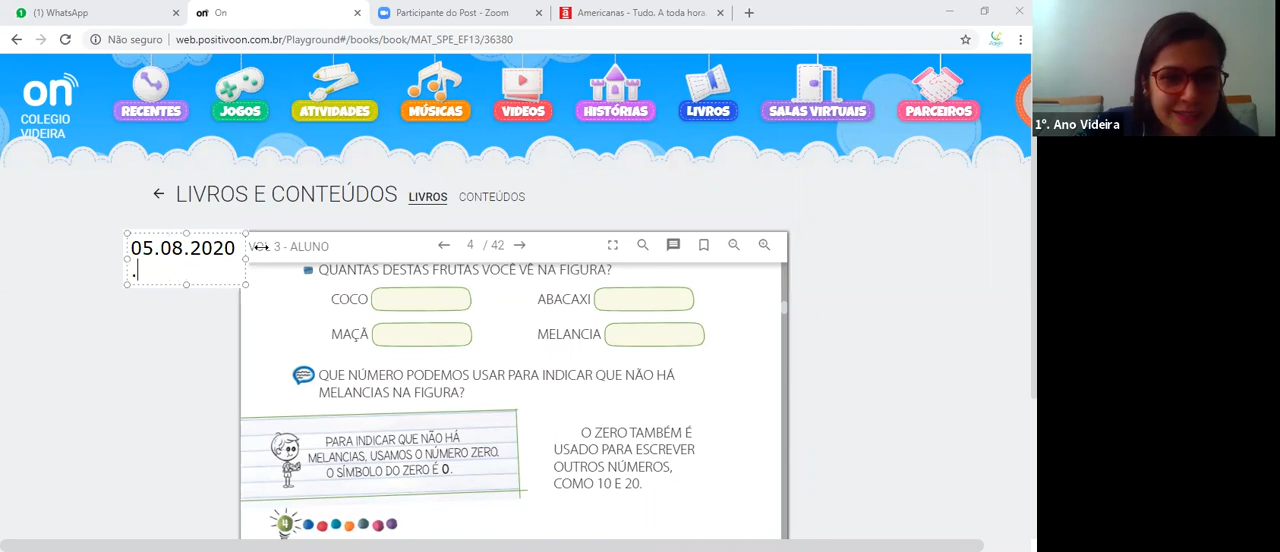 (1) WhatsApp
On
Participante do Post - Zoom
Americanas - Tudo. A toda hora.
Não seguro
web.positivoon.com.br/Playground#/books/book/MAT_SPE_EF13/36380
on
COLEGIO
VIDEIRA
RECENTES
JOGOS
ATIVIDADES
MÚSICAS
VIDEOS
HISTÓRIAS
LIVROS
SALAS VIRTUAIS
PARCEIROS
1º. Ano Videira
LIVROS E CONTEÚDOS LIVROS CONTEÚDOS
05.08.2020
.
3 - ALUNO
4 / 42
QUANTAS DESTAS FRUTAS VOCÊ VÊ NA FIGURA?
COCO ABACAXI
MAÇÃ MELANCIA
QUE NÚMERO PODEMOS USAR PARA INDICAR QUE NÃO HÁ
MELANCIAS NA FIGURA?
PARA INDICAR QUE NÃO HÁ
MELANCIAS, USAMOS O NÚMERO ZERO.
O SÍMBOLO DO ZERO É 0.
O ZERO TAMBÉM É
USADO PARA ESCREVER
OUTROS NÚMEROS,
COMO 10 E 20.
4